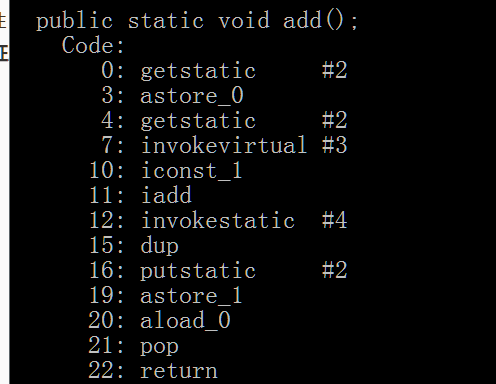 public static void add();
Code:
0: getstatic #2
3: astore_0
4: getstatic #2
7: invokevirtual #3
10: iconst_1
11: iadd
12: invokestatic #4
15: dup
16: putstatic #2
19: astore_1
20: aload_0
21: pop
22: return